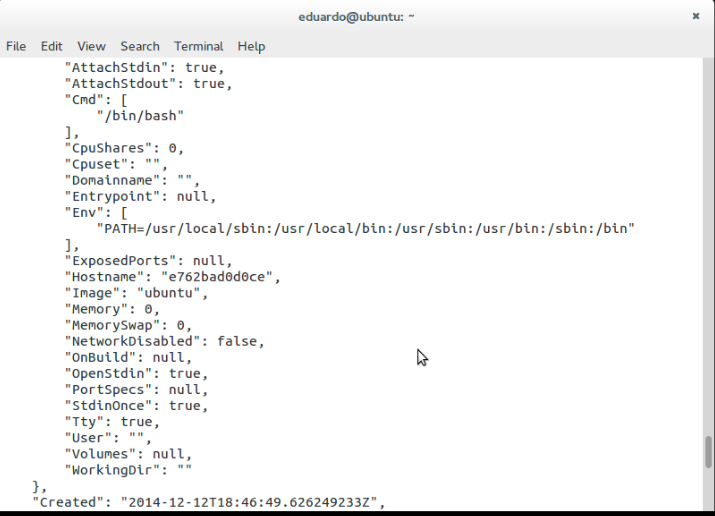 eduardo@ubuntu: ~
File Edit View Search Terminal Help
        "AttachStdin": true,
        "AttachStdout": true,
        "Cmd": [
            "/bin/bash"
        ],
        "CpuShares": 0,
        "Cpuset": "",
        "Domainname": "",
        "Entrypoint": null,
        "Env": [
            "PATH=/usr/local/sbin:/usr/local/bin:/usr/sbin:/usr/bin:/sbin:/bin"
        ],
        "ExposedPorts": null,
        "Hostname": "e762bad0d0ce",
        "Image": "ubuntu",
        "Memory": 0,
        "MemorySwap": 0,
        "NetworkDisabled": false,
        "OnBuild": null,
        "OpenStdin": true,
        "PortSpecs": null,
        "StdinOnce": true,
        "Tty": true,
        "User": "",
        "Volumes": null,
        "WorkingDir": ""
    },
    "Created": "2014-12-12T18:46:49.626249233Z",